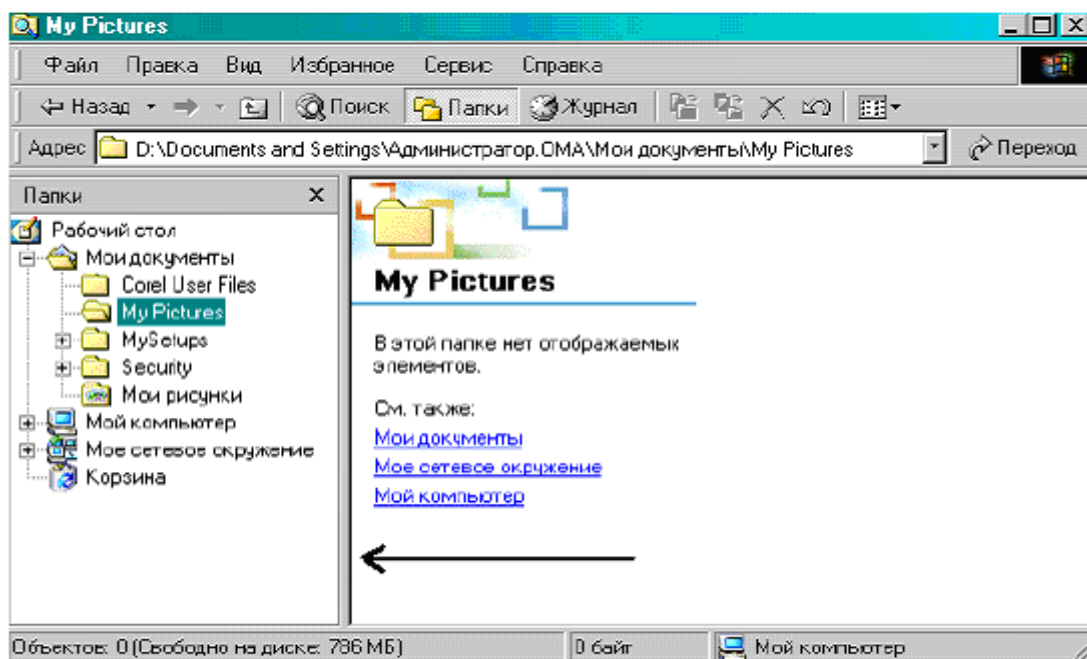 My Pictures
Файл Правка Вид Избранное Сервис Справка
Назад Поиск Папки Журнал
Адрес D:\Documents and Settings\Администратор.OMA\Мои документы\My Pictures Переход
Папки
Рабочий стол
Мои документы
Corel User Files
My Pictures
MySetups
Security
Мои рисунки
Мой компьютер
Мое сетевое окружение
Корзина
My Pictures
В этой папке нет отображаемых
элементов.
См. также:
Мои документы
Мое сетевое окружение
Мой компьютер
Объектов: 0 (Свободно на диске: 786 МБ) 0 байт Мой компьютер